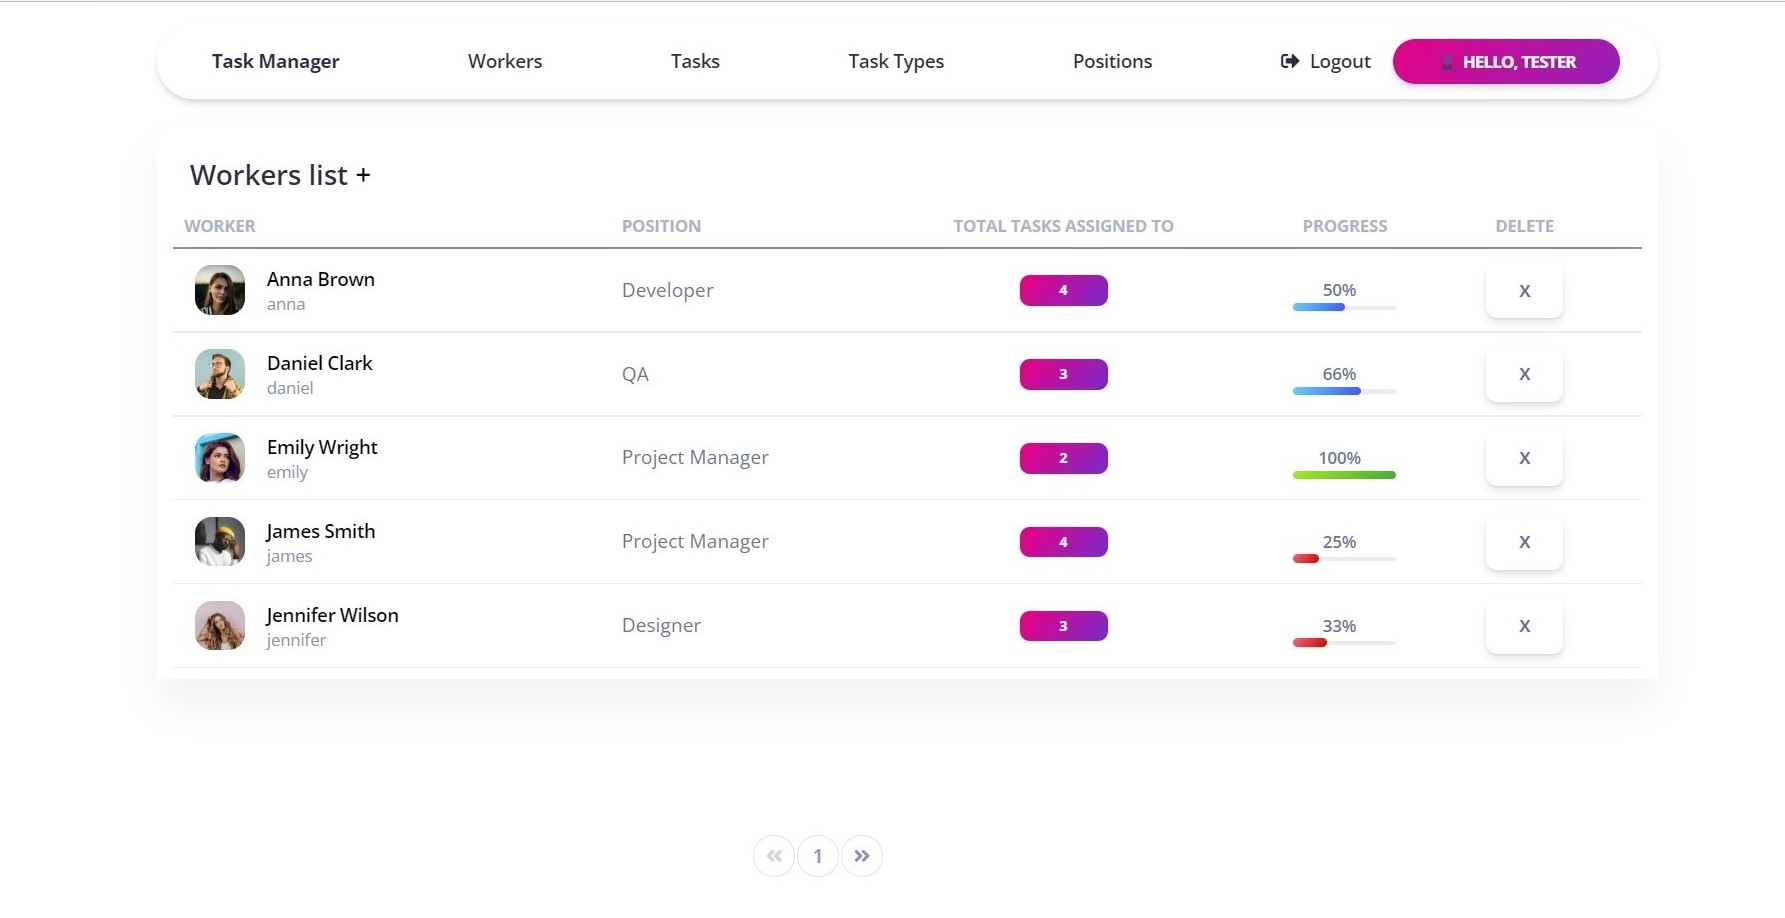 Task Manager Workers Tasks Task Types Positions Logout HELLO, TESTER
Workers list +
WORKER POSITION TOTAL TASKS ASSIGNED TO PROGRESS DELETE
Anna Brown
anna
Developer 4 50% X
Daniel Clark
daniel
QA 3 66% X
Emily Wright
emily
Project Manager 2 100% X
James Smith
james
Project Manager 4 25% X
Jennifer Wilson
jennifer
Designer 3 33% X
« 1 »